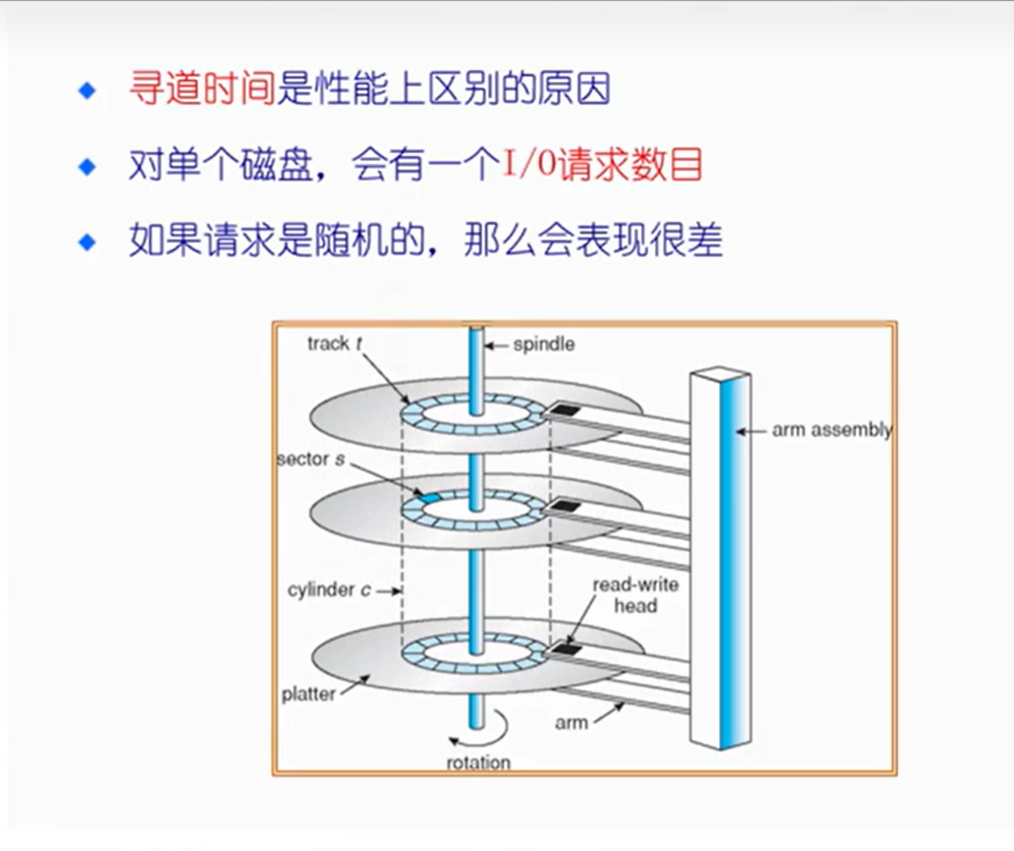 寻道时间是性能上区别的原因
对单个磁盘，会有一个I/O请求数目
如果请求是随机的，那么会表现很差
track t
spindle
arm assembly
sector s
cylinder c
read-write
head
platter
arm
rotation